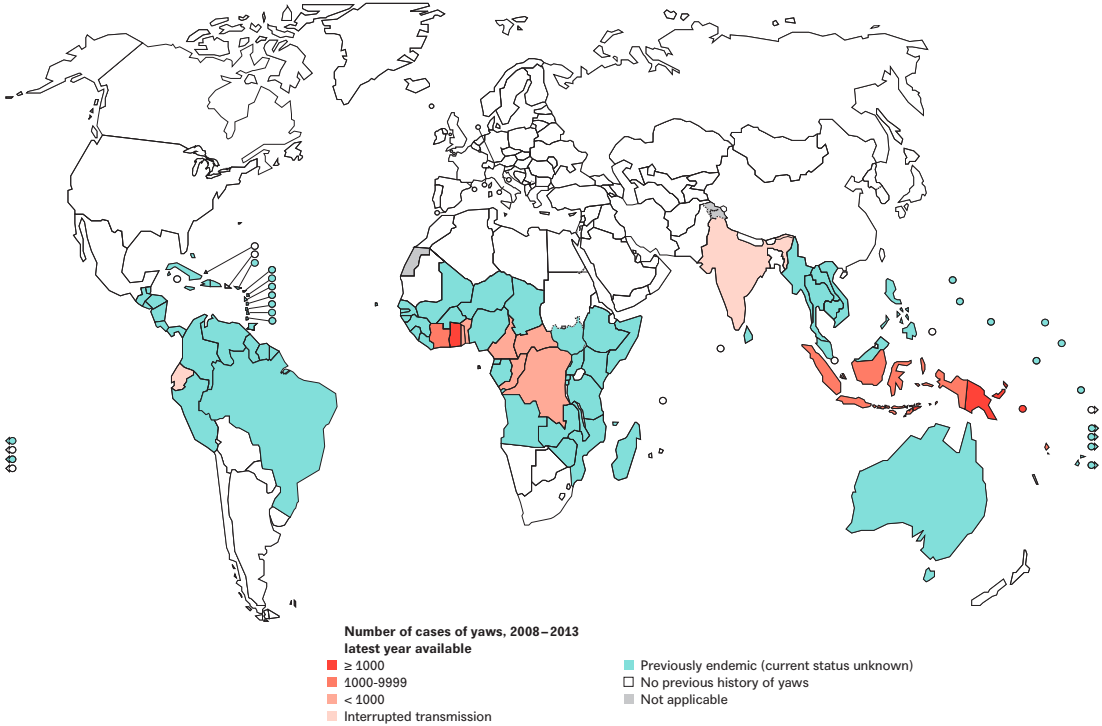 Number of cases of yaws, 2008–2013
latest year available
≥ 1000
1000-9999
< 1000
Interrupted transmission
Previously endemic (current status unknown)
No previous history of yaws
Not applicable